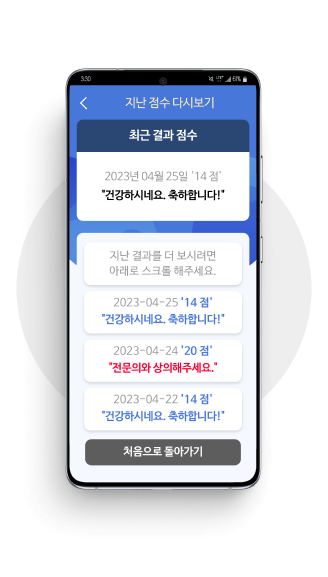 3:30
61%
지난 점수 다시보기
최근 결과 점수
2023년 04월 25일 '14 점'
"건강하시네요. 축하합니다!"
지난 결과를 더 보시려면
아래로 스크롤 해주세요.
2023-04-25 '14 점'
"건강하시네요. 축하합니다!"
2023-04-24 '20 점'
"전문의와 상의해주세요."
2023-04-22 '14 점'
"건강하시네요. 축하합니다!"
처음으로 돌아가기